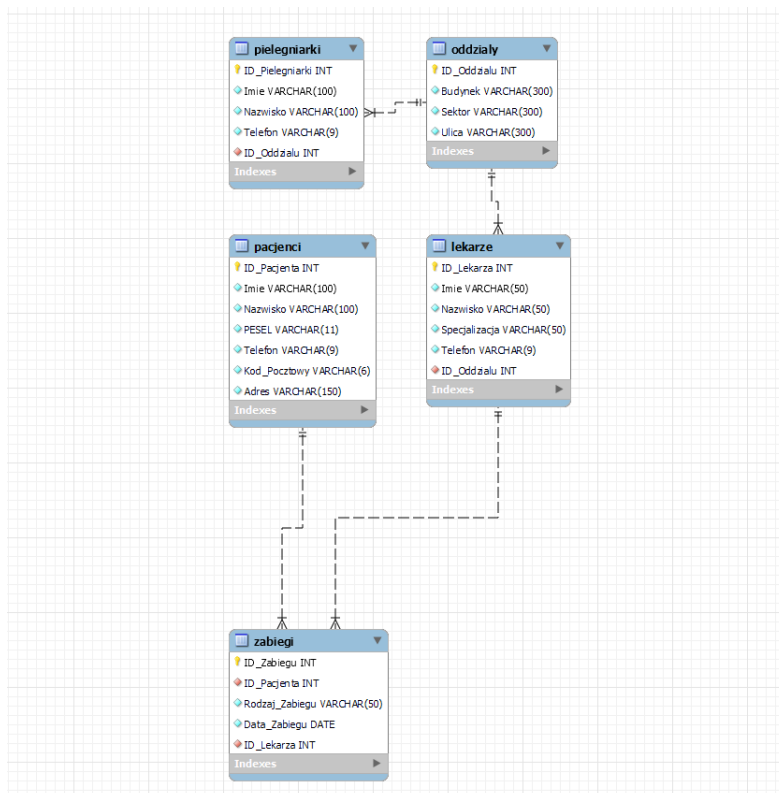 pielegniarki
ID_Pielegniarki INT
Imie VARCHAR(100)
Nazwisko VARCHAR(100)
Telefon VARCHAR(9)
ID_Oddzialu INT
Indexes
oddzialy
ID_Oddzialu INT
Budynek VARCHAR(300)
Sektor VARCHAR(300)
Ulica VARCHAR(300)
Indexes
pacjenci
ID_Pacjenta INT
Imie VARCHAR(100)
Nazwisko VARCHAR(100)
PESEL VARCHAR(11)
Telefon VARCHAR(9)
Kod_Pocztowy VARCHAR(6)
Adres VARCHAR(150)
Indexes
lekarze
ID_Lekarza INT
Imie VARCHAR(50)
Nazwisko VARCHAR(50)
Specjalizacja VARCHAR(50)
Telefon VARCHAR(9)
ID_Oddzialu INT
Indexes
zabiegi
ID_Zabiegu INT
ID_Pacjenta INT
Rodzaj_Zabiegu VARCHAR(50)
Data_Zabiegu DATE
ID_Lekarza INT
Indexes